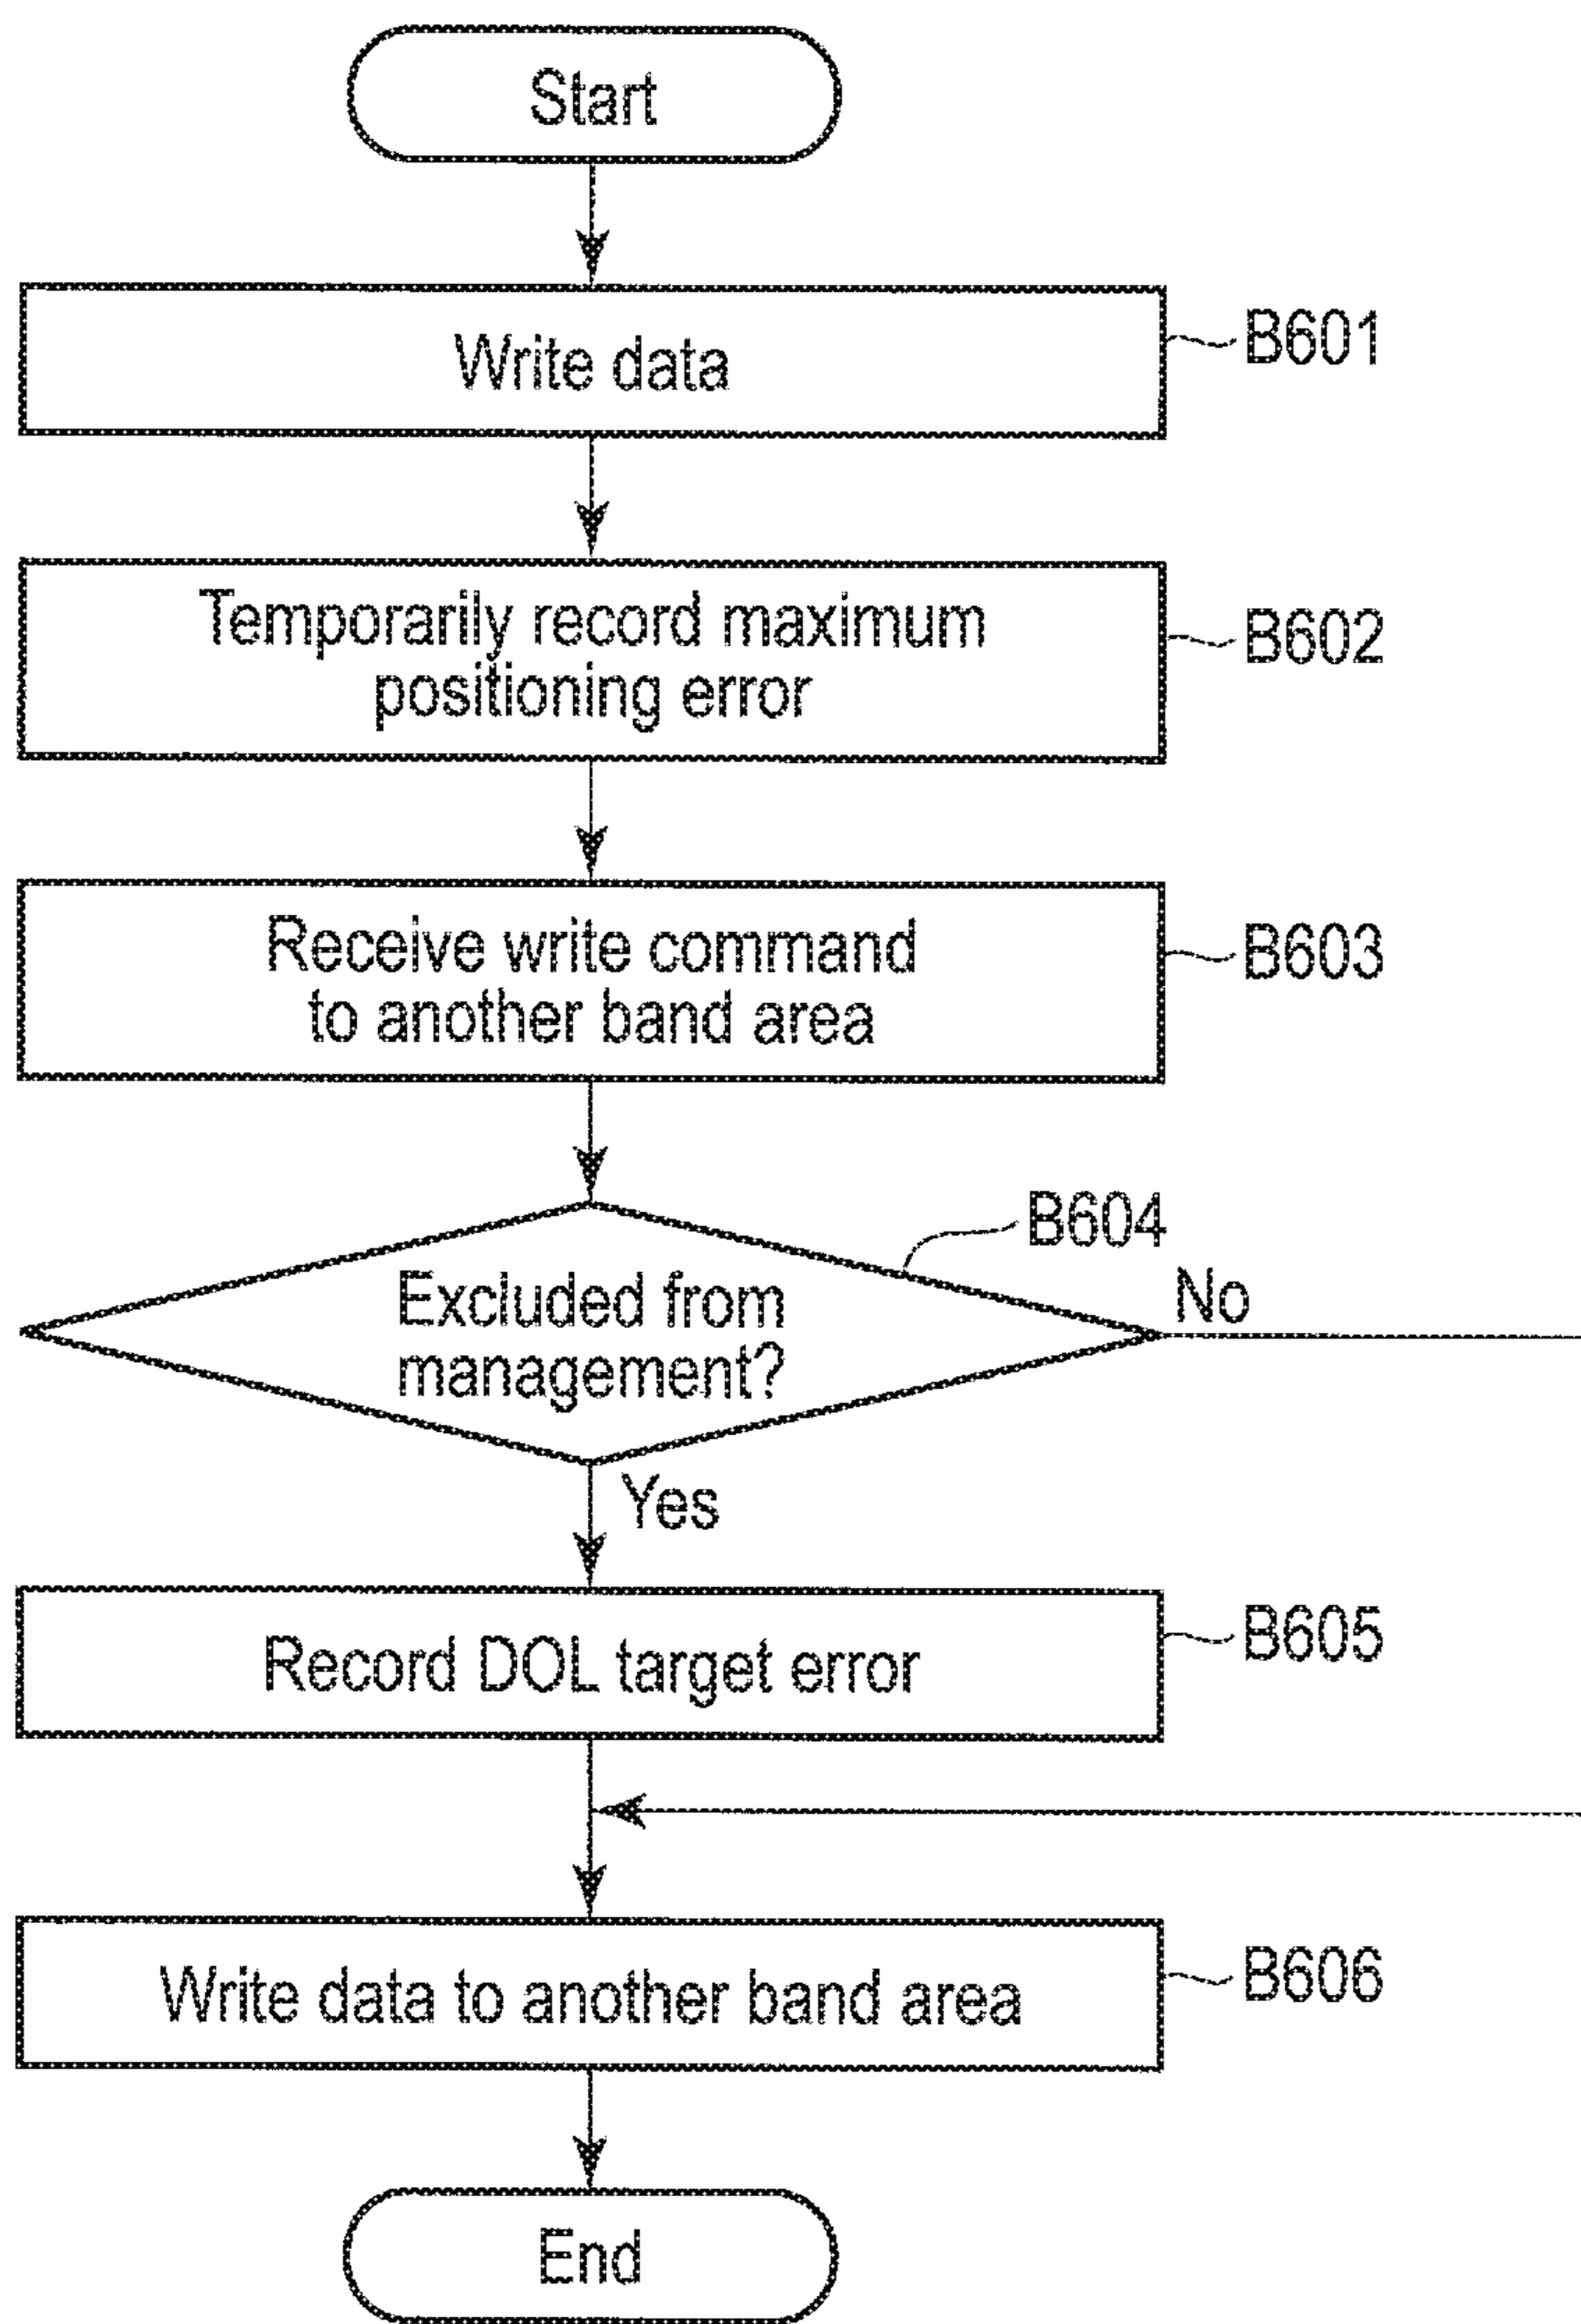 Start
Write data
B601
Temporarily record maximum
positioning error
B602
Receive write command
to another band area
B603
B604
Excluded from
management?
No
Yes
Record DOL target error
B605
Write data to another band area
B606
End